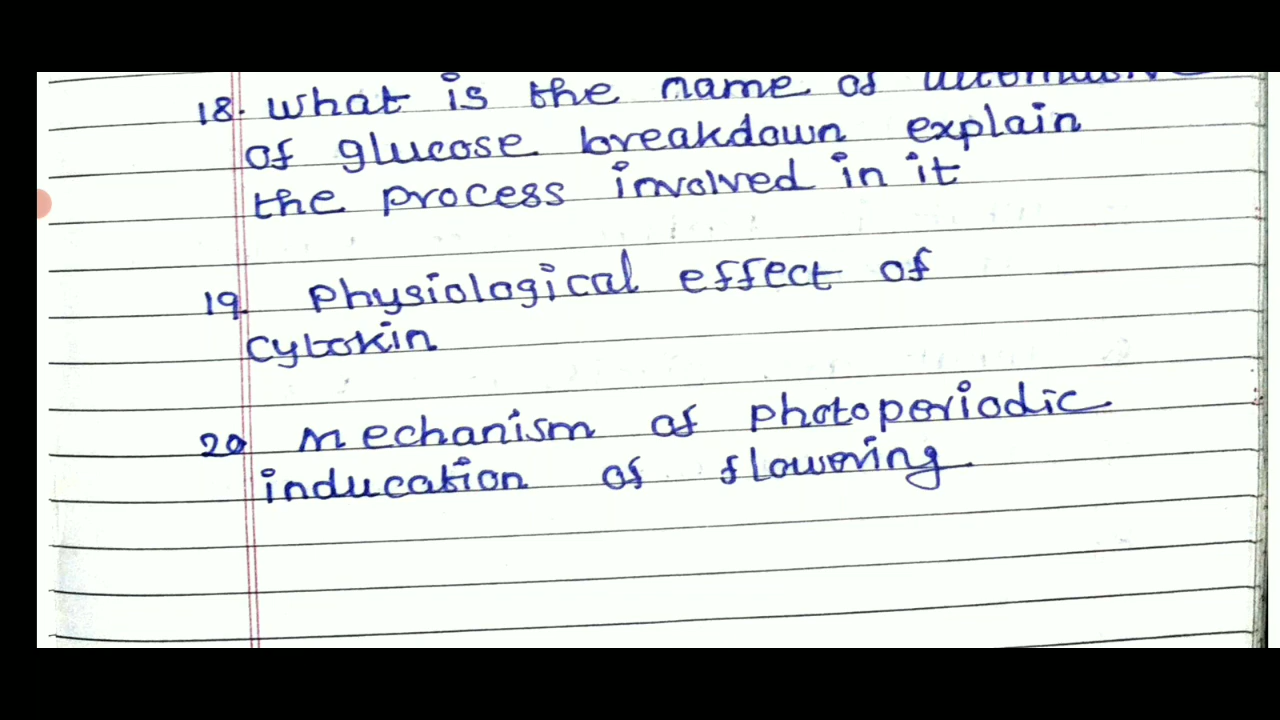 18. What is the name of
of glucose breakdown explain
the process involved in it
19. Physiological effect of
cytokin
20. Mechanism of photoperiodic
inducation of flowering.